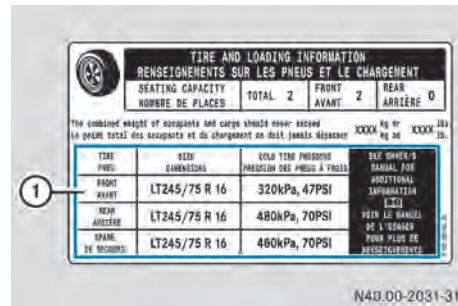 TIRE AND LOADING INFORMATION
RENSEIGNEMENTS SUR LES PNEUS ET LE CHARGEMENT
SEATING CAPACITY
NOMBRE DE PLACES
TOTAL 2
FRONT
AVANT
2
REAR
ARRIÈRE
0
The combined weight of occupants and cargo should never exceed XXXX kg or XXXX lbs.
Le poids total des occupants et du chargement ne doit jamais dépasser
TIRE
PNEU
SIZE
DIMENSIONS
COLD TIRE PRESSURE
PRESSION DES PNEUS À FROID
SEE OWNER'S
MANUAL FOR
ADDITIONAL
INFORMATION
VOIR LE MANUEL
DE L'USAGER
POUR PLUS DE
RENSEIGNEMENTS
FRONT
AVANT
LT245/75 R 16
320kPa, 47PSI
REAR
ARRIÈRE
LT245/75 R 16
480kPa, 70PSI
SPARE
DE SECOURS
LT245/75 R 16
460kPa, 70PSI
1
N40.00-2031-31